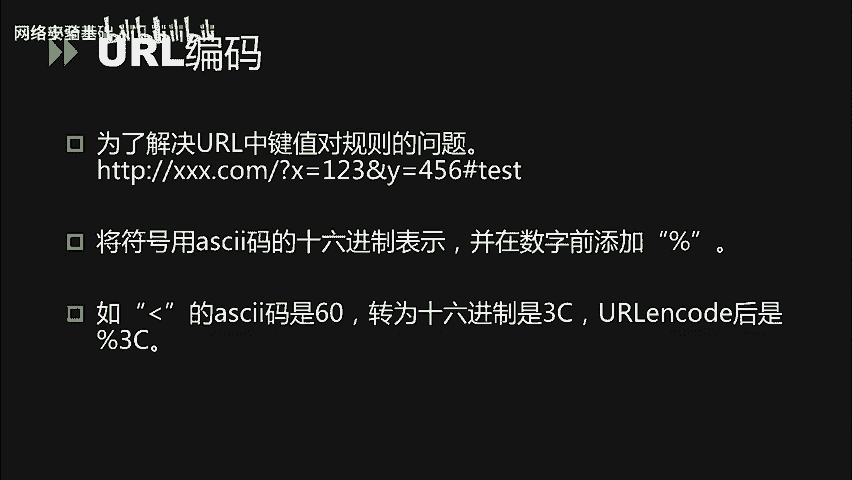 网络安全基础入门
URL编码
为了解决URL中键值对规则的问题。
http://xxx.com/?x=123&y=456#test
将符号用ascii码的十六进制表示，并在数字前添加“%”。
如“<”的ascii码是60，转为十六进制是3C，URLencode后是
%3C。